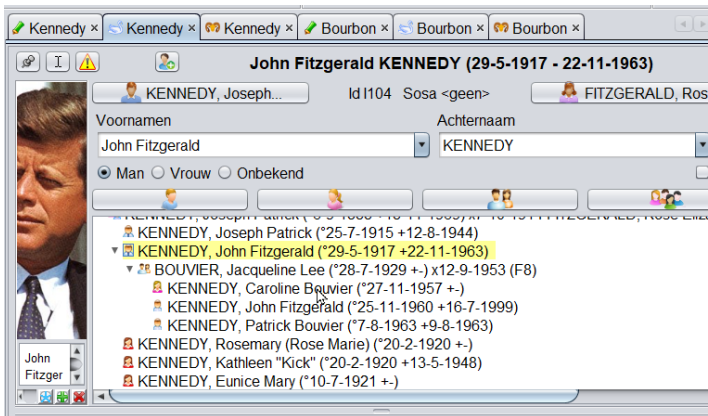 Kennedy × Kennedy × Kennedy × Bourbon × Bourbon × Bourbon ×
John Fitzgerald KENNEDY (29-5-1917 - 22-11-1963)
KENNEDY, Joseph... Id I104 Sosa <geen> FITZGERALD, Ros
Voornamen Achternaam
John Fitzgerald KENNEDY
Man Vrouw Onbekend
KENNEDY, Joseph Patrick
KENNEDY, Joseph Patrick (°25-7-1915 +12-8-1944)
KENNEDY, John Fitzgerald (°29-5-1917 +22-11-1963)
BOUVIER, Jacqueline Lee (°28-7-1929 +-) x12-9-1953 (F8)
KENNEDY, Caroline Bouvier (°27-11-1957 +-)
KENNEDY, John Fitzgerald (°25-11-1960 +16-7-1999)
KENNEDY, Patrick Bouvier (°7-8-1963 +9-8-1963)
KENNEDY, Rosemary (Rose Marie) (°20-2-1920 +-)
KENNEDY, Kathleen "Kick" (°20-2-1920 +13-5-1948)
KENNEDY, Eunice Mary (°10-7-1921 +-)
John
Fitzger